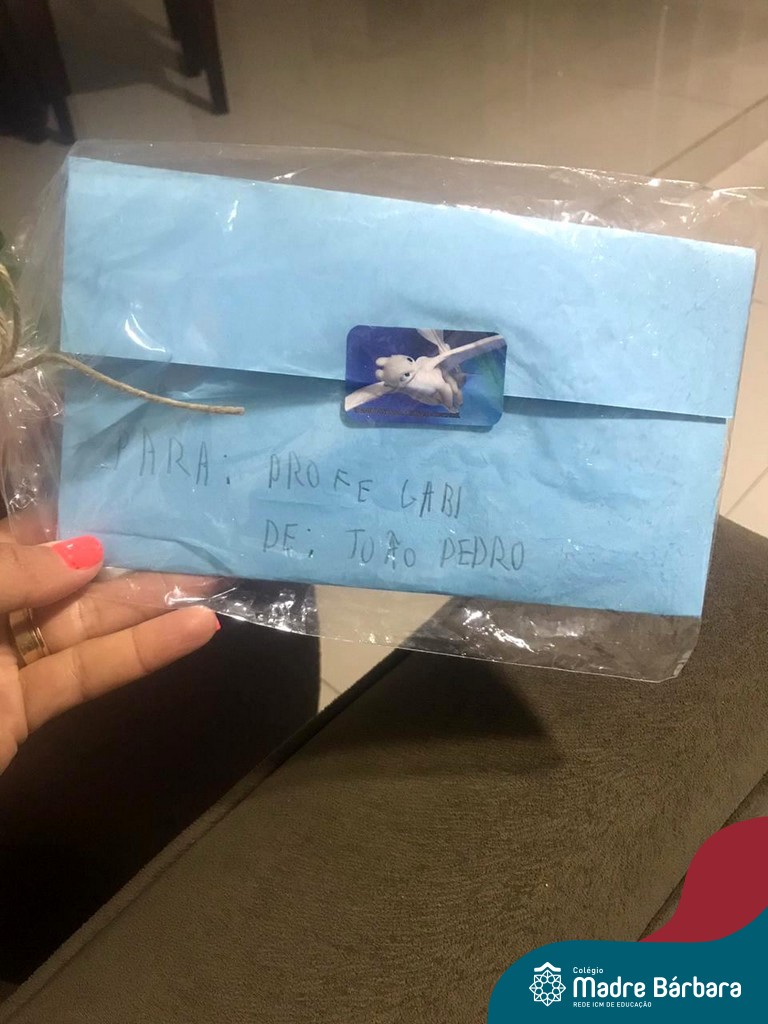 PARA: PROFE GABI
DE: JOÃO PEDRO
Colégio
Madre Bárbara
REDE ICM DE EDUCAÇÃO